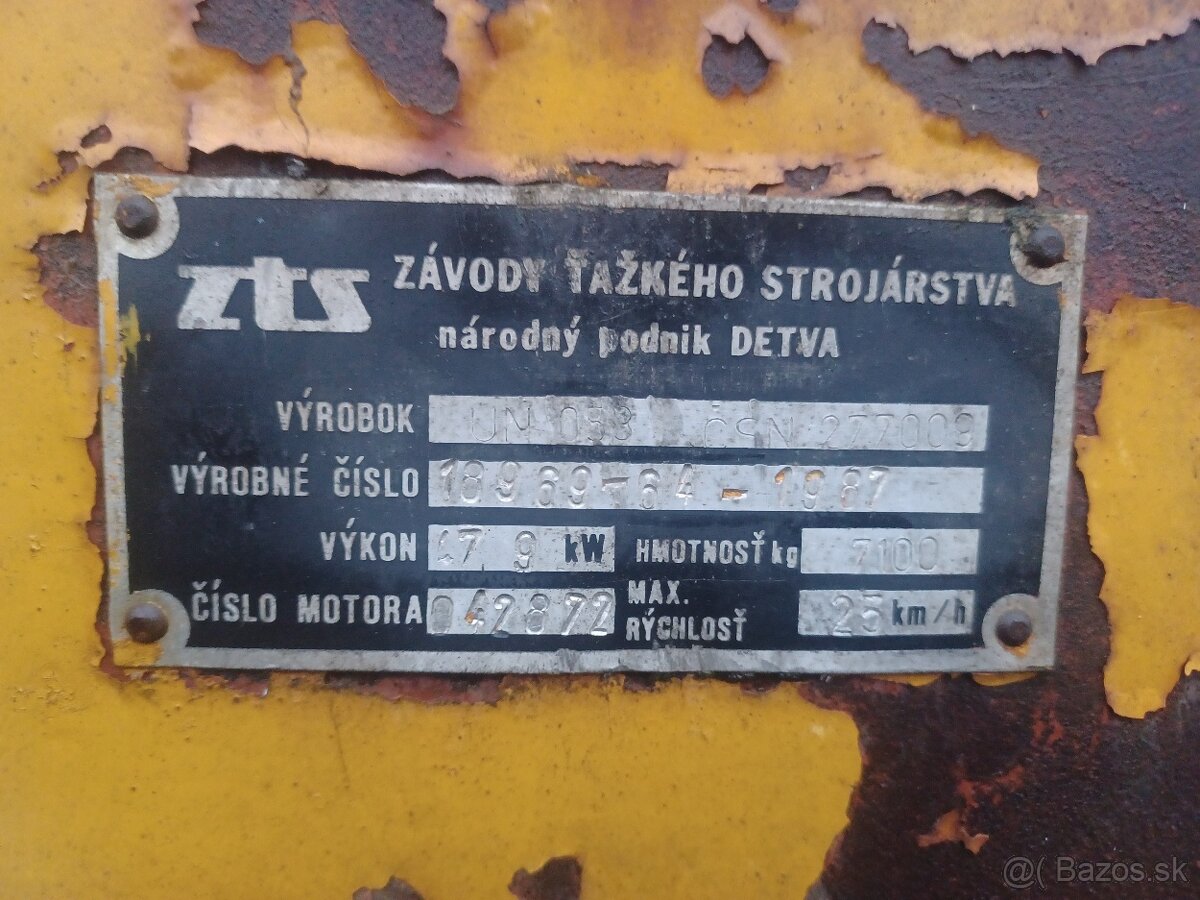 zts ZÁVODY ŤAŽKÉHO STROJÁRSTVA
národný podnik DETVA
VÝROBOK UN 053 ČSN 277009
VÝROBNÉ ČÍSLO 18969-64-1987
VÝKON 47 9 kW HMOTNOSŤ kg 7100
ČÍSLO MOTORA 042872 MAX. RÝCHLOSŤ 25 km/h
@( Bazos.sk